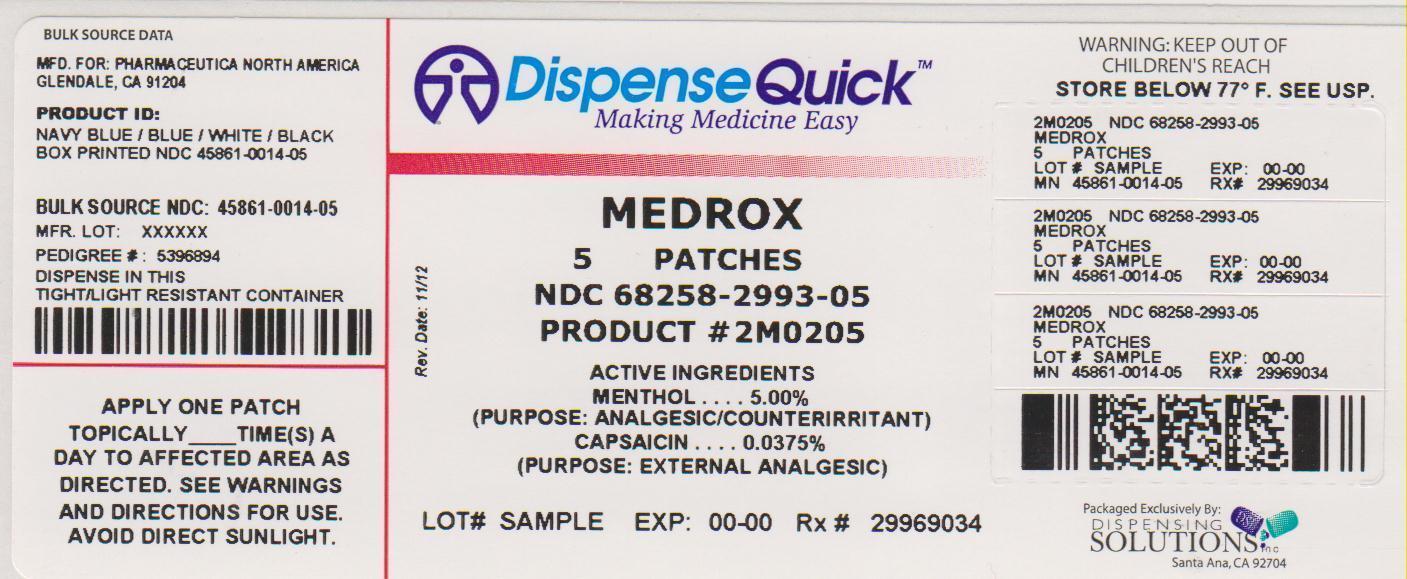 BULK SOURCE DATA
MFD. FOR: PHARMACEUTICA NORTH AMERICA
GLENDALE, CA 91204
PRODUCT ID:
NAVY BLUE / BLUE / WHITE / BLACK
BOX PRINTED NDC 45861-0014-05
BULK SOURCE NDC: 45861-0014-05
MFR. LOT: XXXXXX
PEDIGREE #: 5396894
DISPENSE IN THIS
TIGHT/LIGHT RESISTANT CONTAINER
APPLY ONE PATCH
TOPICALLY____TIME(S) A
DAY TO AFFECTED AREA AS
DIRECTED. SEE WARNINGS
AND DIRECTIONS FOR USE.
AVOID DIRECT SUNLIGHT.
DispenseQuick™
Making Medicine Easy
MEDROX
5 PATCHES
NDC 68258-2993-05
PRODUCT #2M0205
Rev. Date: 11/12
ACTIVE INGREDIENTS
MENTHOL . . . . 5.00%
(PURPOSE: ANALGESIC/COUNTERIRRITANT)
CAPSAICIN . . . . 0.0375%
(PURPOSE: EXTERNAL ANALGESIC)
LOT# SAMPLE EXP: 00-00 Rx # 29969034
WARNING: KEEP OUT OF
CHILDREN'S REACH
STORE BELOW 77° F. SEE USP.
2M0205 NDC 68258-2993-05
MEDROX
5 PATCHES
LOT # SAMPLE EXP: 00-00
MN 45861-0014-05 RX# 29969034
2M0205 NDC 68258-2993-05
MEDROX
5 PATCHES
LOT # SAMPLE EXP: 00-00
MN 45861-0014-05 RX# 29969034
2M0205 NDC 68258-2993-05
MEDROX
5 PATCHES
LOT # SAMPLE EXP: 00-00
MN 45861-0014-05 RX# 29969034
Packaged Exclusively By:
DISPENSING
SOLUTIONS inc
DSI
Santa Ana, CA 92704